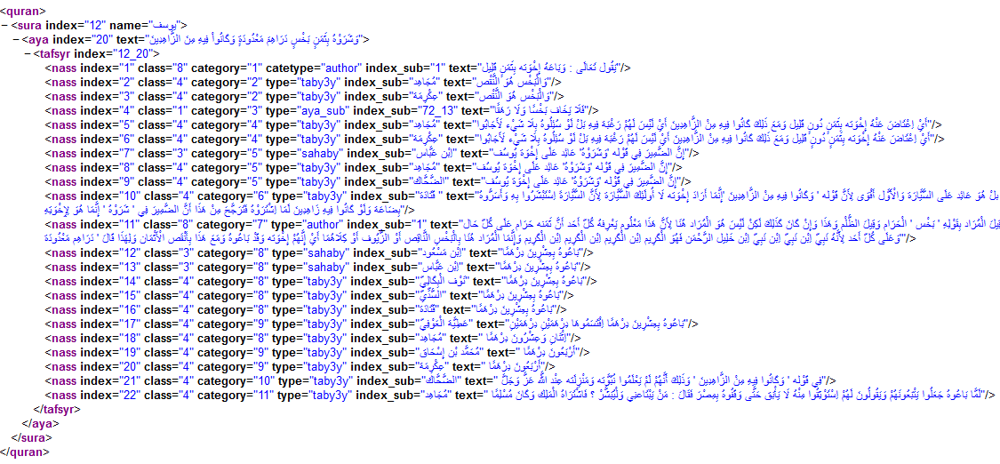 <quran>
− <sura index="12" name="يوسف">
− <aya index="20" text="وَشَرَوْهُ بِثَمَنٍ بَخْسٍ دَرَاهِمَ مَعْدُودَةٍ وَكَانُواْ فِيهِ مِنَ الزَّاهِدِينَ">
− <tafsyr index="12_20">
<nass index="1" class="8" category="1" catetype="author" index_sub="1" text="يَقُول تَعَالَى : وَبَاعَهُ إِخْوَته بِثَمَنٍ قَلِيل"/>
<nass index="2" class="4" category="2" type="taby3y" index_sub="مُجَاهِد" text="وَالْبَخْس هُوَ النَّقْص"/>
<nass index="3" class="4" category="2" type="taby3y" index_sub="عِكْرِمَة" text="وَالْبَخْس هُوَ النَّقْص"/>
<nass index="4" class="1" category="3" type="aya_sub" index_sub="72_13" text="فَلَا يَخَاف بَخْسًا وَلَا رَهَقًا"/>
<nass index="5" class="4" category="4" type="taby3y" index_sub="مُجَاهِد" text="أَيْ اِعْتَاضَ عَنْهُ إِخْوَته بِثَمَنٍ دُونٍ قَلِيل وَمَعَ ذَلِكَ كَانُوا فِيهِ مِنْ الزَّاهِدِينَ أَيْ لَيْسَ لَهُمْ رَغْبَة فِيهِ بَلْ لَوْ سُئِلُوهُ بِلَا شَيْء لَأَجَابُوا"/>
<nass index="6" class="4" category="4" type="taby3y" index_sub="عِكْرِمَة" text="أَيْ اِعْتَاضَ عَنْهُ إِخْوَته بِثَمَنٍ دُونٍ قَلِيل وَمَعَ ذَلِكَ كَانُوا فِيهِ مِنْ الزَّاهِدِينَ أَيْ لَيْسَ لَهُمْ رَغْبَة فِيهِ بَلْ لَوْ سُئِلُوهُ بِلَا شَيْء لَأَجَابُوا"/>
<nass index="7" class="3" category="5" type="sahaby" index_sub="اِبْن عَبَّاس" text="إِنَّ الضَّمِير فِي قَوْله "وَشَرَوْهُ" عَائِد عَلَى إِخْوَة يُوسُف"/>
<nass index="8" class="4" category="5" type="taby3y" index_sub="مُجَاهِد" text="إِنَّ الضَّمِير فِي قَوْله "وَشَرَوْهُ" عَائِد عَلَى إِخْوَة يُوسُف"/>
<nass index="9" class="4" category="5" type="taby3y" index_sub="الضَّحَّاك" text="إِنَّ الضَّمِير فِي قَوْله "وَشَرَوْهُ" عَائِد عَلَى إِخْوَة يُوسُف"/>
<nass index="10" class="4" category="6" type="taby3y" index_sub="قَتَادَة" text="بَلْ هُوَ عَائِد عَلَى السَّيَّارَة وَالْأَوَّل أَقْوَى لِأَنَّ قَوْله ' وَكَانُوا فِيهِ مِنْ الزَّاهِدِينَ ' إِنَّمَا أَرَادَ إِخْوَته لَا أُولَئِكَ السَّيَّارَة لِأَنَّ السَّيَّارَة اِسْتَبْشَرُوا بِهِ وَأَسَرُّوهُ
بِضَاعَة وَلَوْ كَانُوا فِيهِ زَاهِدِينَ لَمَا اِشْتَرَوْهُ فَتَرَجَّحَ مِنْ هَذَا أَنَّ الضَّمِير فِي ' شَرَوْهُ ' إِنَّمَا هُوَ لِإِخْوَتِهِ"/>
<nass index="11" class="8" category="7" type="author" index_sub="1" text="قِيلَ الْمُرَاد بِقَوْلِهِ ' بَخْس ' الْحَرَام وَقِيلَ الظُّلْم وَهَذَا وَإِنْ كَانَ كَذَلِكَ لَكِنْ لَيْسَ هُوَ الْمُرَاد هُنَا لِأَنَّ هَذَا مَعْلُوم يَعْرِفهُ كُلّ أَحَد أَنَّ ثَمَنه حَرَام عَلَى كُلّ حَال
وَعَلَى كُلّ أَحَد لِأَنَّهُ نَبِيّ اِبْن نَبِيّ اِبْن نَبِيّ اِبْن خَلِيل الرَّحْمَن فَهُوَ الْكَرِيم اِبْن الْكَرِيم اِبْن الْكَرِيم اِبْن الْكَرِيم وَإِنَّمَا الْمُرَاد هُنَا بِالْبَخْسِ النَّاقِص أَوْ الزُّيُوف أَوْ كِلَاهُمَا أَيْ إِنَّهُمْ إِخْوَته وَقَدْ بَاعُوهُ وَمَعَ هَذَا بِأَنْقَص الْأَثْمَان وَلِهَذَا قَالَ ' دَرَاهِم مَعْدُودَة'"/>
<nass index="12" class="3" category="8" type="sahaby" index_sub="اِبْن مَسْعُود" text="بَاعُوهُ بِعِشْرِينَ دِرْهَمًا"/>
<nass index="13" class="3" category="8" type="sahaby" index_sub="اِبْن عَبَّاس" text="بَاعُوهُ بِعِشْرِينَ دِرْهَمًا"/>
<nass index="14" class="4" category="8" type="taby3y" index_sub="نَوْف الْبِكَالِيّ" text="بَاعُوهُ بِعِشْرِينَ دِرْهَمًا"/>
<nass index="15" class="4" category="8" type="taby3y" index_sub="السُّدِّيّ" text="بَاعُوهُ بِعِشْرِينَ دِرْهَمًا"/>
<nass index="16" class="4" category="8" type="taby3y" index_sub="قَتَادَة" text="بَاعُوهُ بِعِشْرِينَ دِرْهَمًا"/>
<nass index="17" class="4" category="9" type="taby3y" index_sub="عَطِيَّة الْعَوْفِيّ" text="بَاعُوهُ بِعِشْرِينَ دِرْهَمًا اِقْتَسَمُوهَا دِرْهَمَيْنِ دِرْهَمَيْنِ"/>
<nass index="18" class="4" category="8" type="taby3y" index_sub="مُجَاهِد" text="اِثْنَانِ وَعِشْرُونَ دِرْهَمًا"/>
<nass index="19" class="4" category="9" type="taby3y" index_sub="مُحَمَّد بْن إِسْحَاق" text="أَرْبَعُونَ دِرْهَمًا"/>
<nass index="20" class="4" category="9" type="taby3y" index_sub="عِكْرِمَة" text="أَرْبَعُونَ دِرْهَمًا"/>
<nass index="21" class="4" category="10" type="taby3y" index_sub="الضَّحَّاك" text="فِي قَوْله ' وَكَانُوا فِيهِ مِنْ الزَّاهِدِينَ ' وَذَلِكَ أَنَّهُمْ لَمْ يَعْلَمُوا نُبُوَّته وَمَنْزِلَته عِنْد اللَّه عَزَّ وَجَلَّ"/>
<nass index="22" class="4" category="11" type="taby3y" index_sub="مُجَاهِد" text="لَمَّا بَاعُوهُ جَعَلُوا يَتْبَعُونَهُمْ وَيَقُولُونَ لَهُمْ اِسْتَوْثِقُوا مِنْهُ لَا يَأْبَق حَتَّى وَقَفُوهُ بِمِصْرَ فَقَالَ : مَنْ يَبْتَاعنِي وَلْيُبَشَّرْ ؟ فَاشْتَرَاهُ الْمَلِك وَكَانَ مُسْلِمًا"/>
</tafsyr>
</aya>
</sura>
</quran>